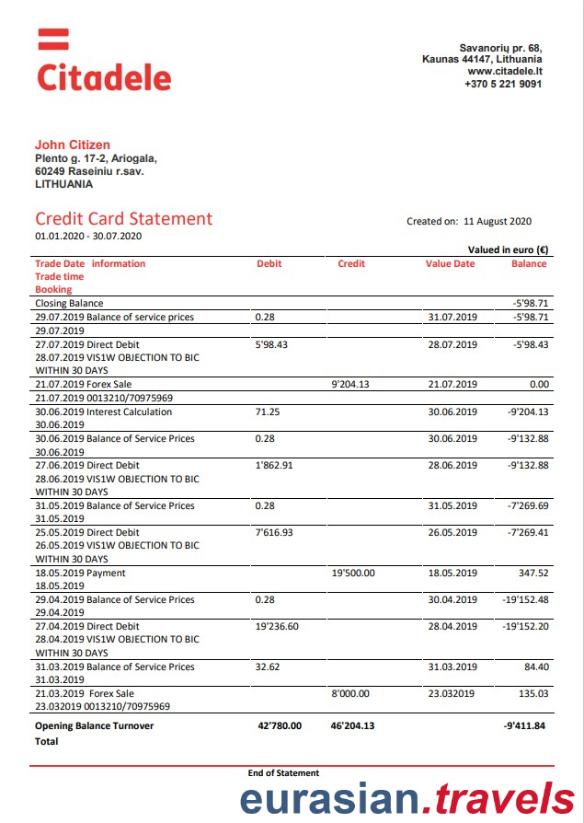 Citadele
Savanorių pr. 68,
Kaunas 44147, Lithuania
www.citadele.lt
+370 5 221 9091
John Citizen
Plento g. 17-2, Ariogala,
60249 Raseiniu r.sav.
LITHUANIA
Credit Card Statement
Created on: 11 August 2020
01.01.2020 - 30.07.2020
Valued in euro (€)
Trade Date information Debit Credit Value Date Balance
Trade time
Booking
Closing Balance -5'98.71
29.07.2019 Balance of service prices 0.28 31.07.2019 -5'98.71
29.07.2019
27.07.2019 Direct Debit 5'98.43 28.07.2019 -5'98.43
28.07.2019 VIS1W OBJECTION TO BIC
WITHIN 30 DAYS
21.07.2019 Forex Sale 9'204.13 21.07.2019 0.00
21.07.2019 0013210/70975969
30.06.2019 Interest Calculation 71.25 30.06.2019 -9'204.13
30.06.2019
30.06.2019 Balance of Service Prices 0.28 30.06.2019 -9'132.88
30.06.2019
27.06.2019 Direct Debit 1'862.91 28.06.2019 -9'132.88
28.06.2019 VIS1W OBJECTION TO BIC
WITHIN 30 DAYS
31.05.2019 Balance of Service Prices 0.28 31.05.2019 -7'269.69
31.05.2019
25.05.2019 Direct Debit 7'616.93 26.05.2019 -7'269.41
26.05.2019 VIS1W OBJECTION TO BIC
WITHIN 30 DAYS
18.05.2019 Payment 19'500.00 18.05.2019 347.52
18.05.2019
29.04.2019 Balance of Service Prices 0.28 30.04.2019 -19'152.48
29.04.2019
27.04.2019 Direct Debit 19'236.60 28.04.2019 -19'152.20
28.04.2019 VIS1W OBJECTION TO BIC
WITHIN 30 DAYS
31.03.2019 Balance of Service Prices 32.62 31.03.2019 84.40
31.03.2019
21.03.2019 Forex Sale 8'000.00 23.032019 135.03
23.032019 0013210/70975969
Opening Balance Turnover 42'780.00 46'204.13 -9'411.84
Total
End of Statement
eurasian.travels